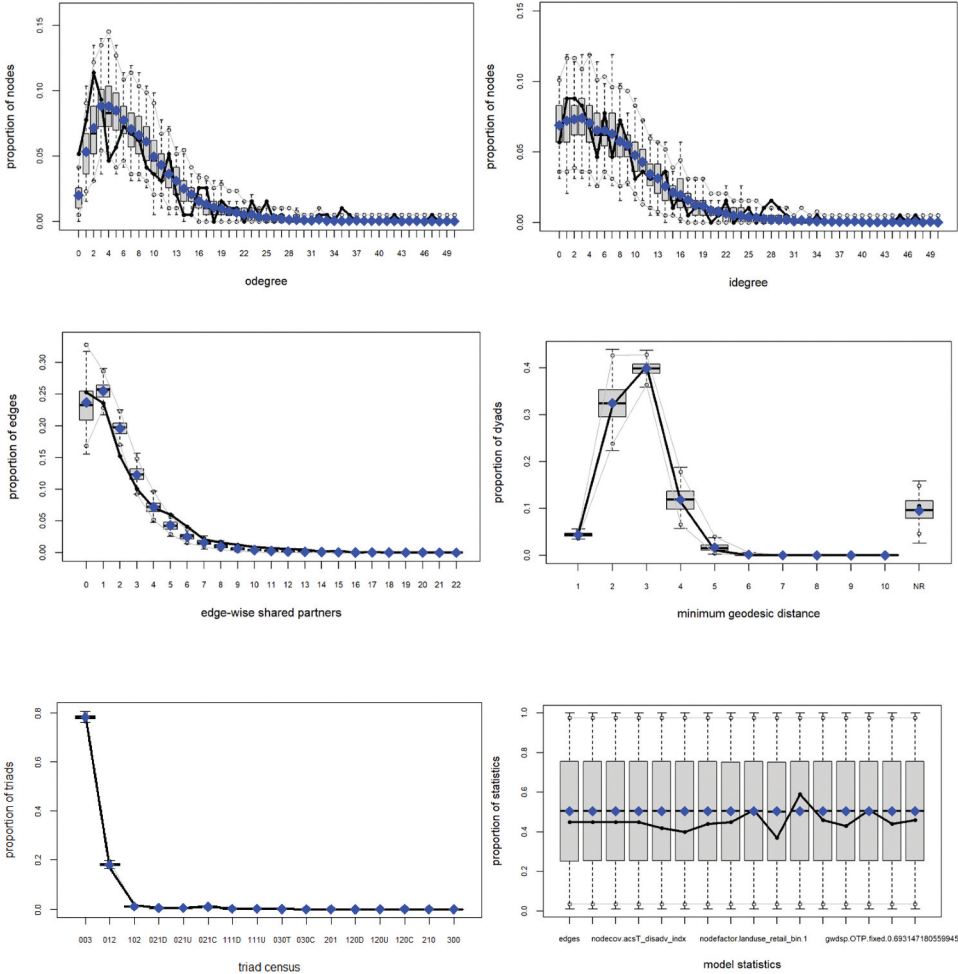 proportion of nodes
0.15
0.10
0.05
0.00
0 2 4 6 8 10 13 16 19 22 25 28 31 34 37 40 43 46 49
odegree
proportion of nodes
0.15
0.10
0.05
0.00
0 2 4 6 8 10 13 16 19 22 25 28 31 34 37 40 43 46 49
idegree
proportion of edges
0.30
0.25
0.20
0.15
0.10
0.05
0.00
0 1 2 3 4 5 6 7 8 9 10 11 12 13 14 15 16 17 18 19 20 21 22
edge-wise shared partners
proportion of dyads
0.4
0.3
0.2
0.1
0.0
1 2 3 4 5 6 7 8 9 10 NR
minimum geodesic distance
proportion of triads
0.8
0.6
0.4
0.2
0.0
003 012 102 021D 021U 021C 111D 111U 030T 030C 201 120D 120U 120C 210 300
triad census
proportion of statistics
1.0
0.8
0.6
0.4
0.2
0.0
edges nodecov.acsT_disadv_indx nodefactor.landuse_retail_bin.1 gwdsp.OTP.fixed.0.693147180559945
model statistics